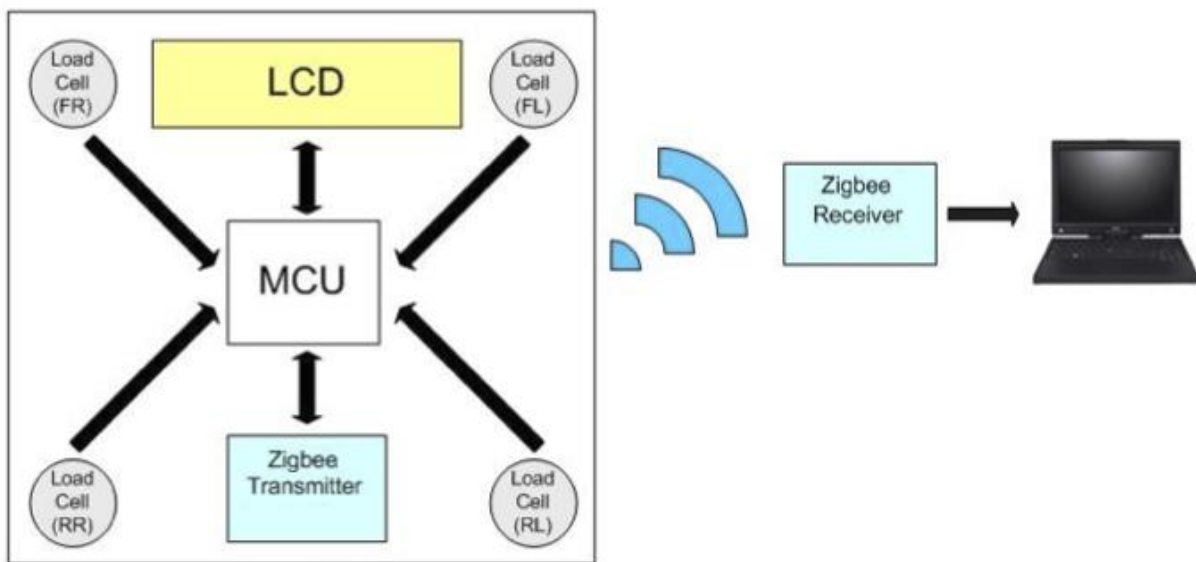 Load
Cell
(FR)
LCD
Load
Cell
(FL)
MCU
Zigbee
Receiver
Load
Cell
(RR)
Zigbee
Transmitter
Load
Cell
(RL)